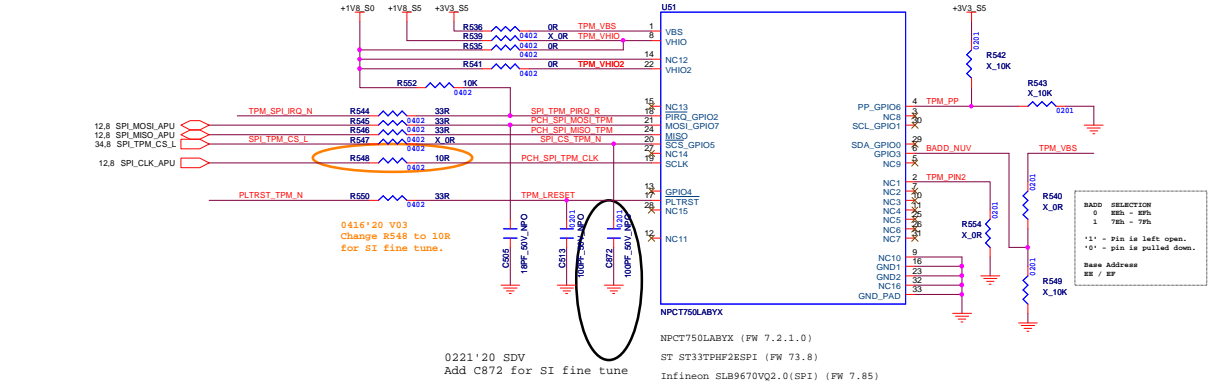 +1V8_S0 +1V8_S5 +3V3_S5
U51
+3V3_S5
R536 0R TPM_VBS 1 VBS
0402
R539 X_0R TPM_VHIO 8 VHIO
0402
R535 0R
0402
14 NC12
R541 0R TPM_VHIO2 22 VHIO2
0402
R552 10K
0402
15 NC13
TPM_SPI_IRQ_N R544 33R SPI_TPM_PIRQ_R 18 PIRQ_GPIO2
12,8 SPI_MOSI_APU R545 33R PCH_SPI_MOSI_TPM 21 MOSI_GPIO7
12,8 SPI_MISO_APU R546 33R PCH_SPI_MISO_TPM 24 MISO
34,8 SPI_TPM_CS_L SPI_TPM_CS_L R547 X_0R SPI_CS_TPM_N 20 SCS_GPIO5
0402
27 NC14
12,8 SPI_CLK_APU R548 10R PCH_SPI_TPM_CLK 19 SCLK
0402
13 GPIO4
PLTRST_TPM_N R550 33R TPM_LRESET 17 PLTRST
0402
28 NC15
12 NC11
0416'20 V03
Change R548 to 10R
for SI fine tune.
C505
18PF_50V_NPO
0402
C513
100PF_50V_NPO
0201
C872
100PF_50V_NPO
0201
0201
R542
X_10K
R543
X_10K
0201
PP_GPIO6 4 TPM_PP
NC8 3
SCL_GPIO1 30
SDA_GPIO0 29
GPIO3 6 BADD_NUV
NC9 5
TPM_VBS
NC1 2 TPM_PIN2
NC2 7
NC3 10
NC4 11
NC5 25
NC6 26
NC7 31
0201
R554
X_0R
0201
R540
X_0R
0201
R549
X_10K
NC10 9
GND1 16
GND2 23
NC16 32
GND_PAD 33
BADD SELECTION
0 EEh - EFh
1 7Eh - 7Fh
'1' - Pin is left open.
'0' - pin is pulled down.
Base Address
EE / EF
NPCT750LABYX
NPCT750LABYX (FW 7.2.1.0)
ST ST33TPHF2ESPI (FW 73.8)
Infineon SLB9670VQ2.0(SPI) (FW 7.85)
0221'20 SDV
Add C872 for SI fine tune